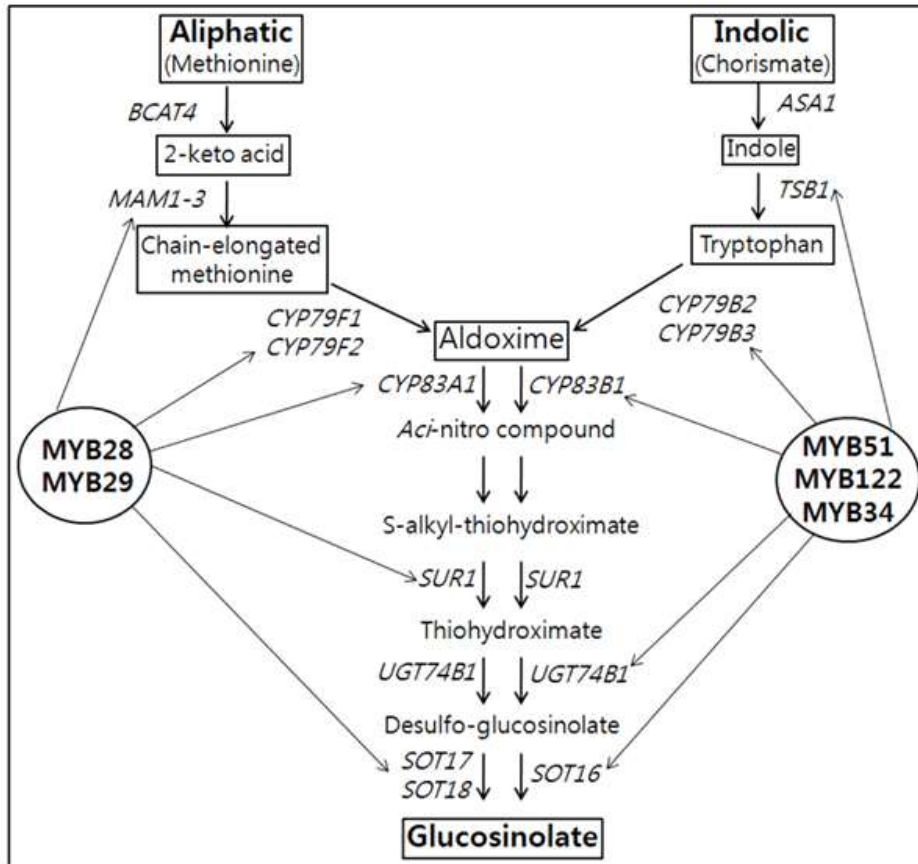 Aliphatic
(Methionine)
Indolic
(Chorismate)
BCAT4
ASA1
2-keto acid
Indole
MAM1-3
TSB1
Chain-elongated
methionine
Tryptophan
CYP79F1
CYP79F2
Aldoxime
CYP79B2
CYP79B3
CYP83A1
CYP83B1
Aci-nitro compound
MYB28
MYB29
MYB51
MYB122
MYB34
S-alkyl-thiohydroximate
SUR1
SUR1
Thiohydroximate
UGT74B1
UGT74B1
Desulfo-glucosinolate
SOT17
SOT18
SOT16
Glucosinolate